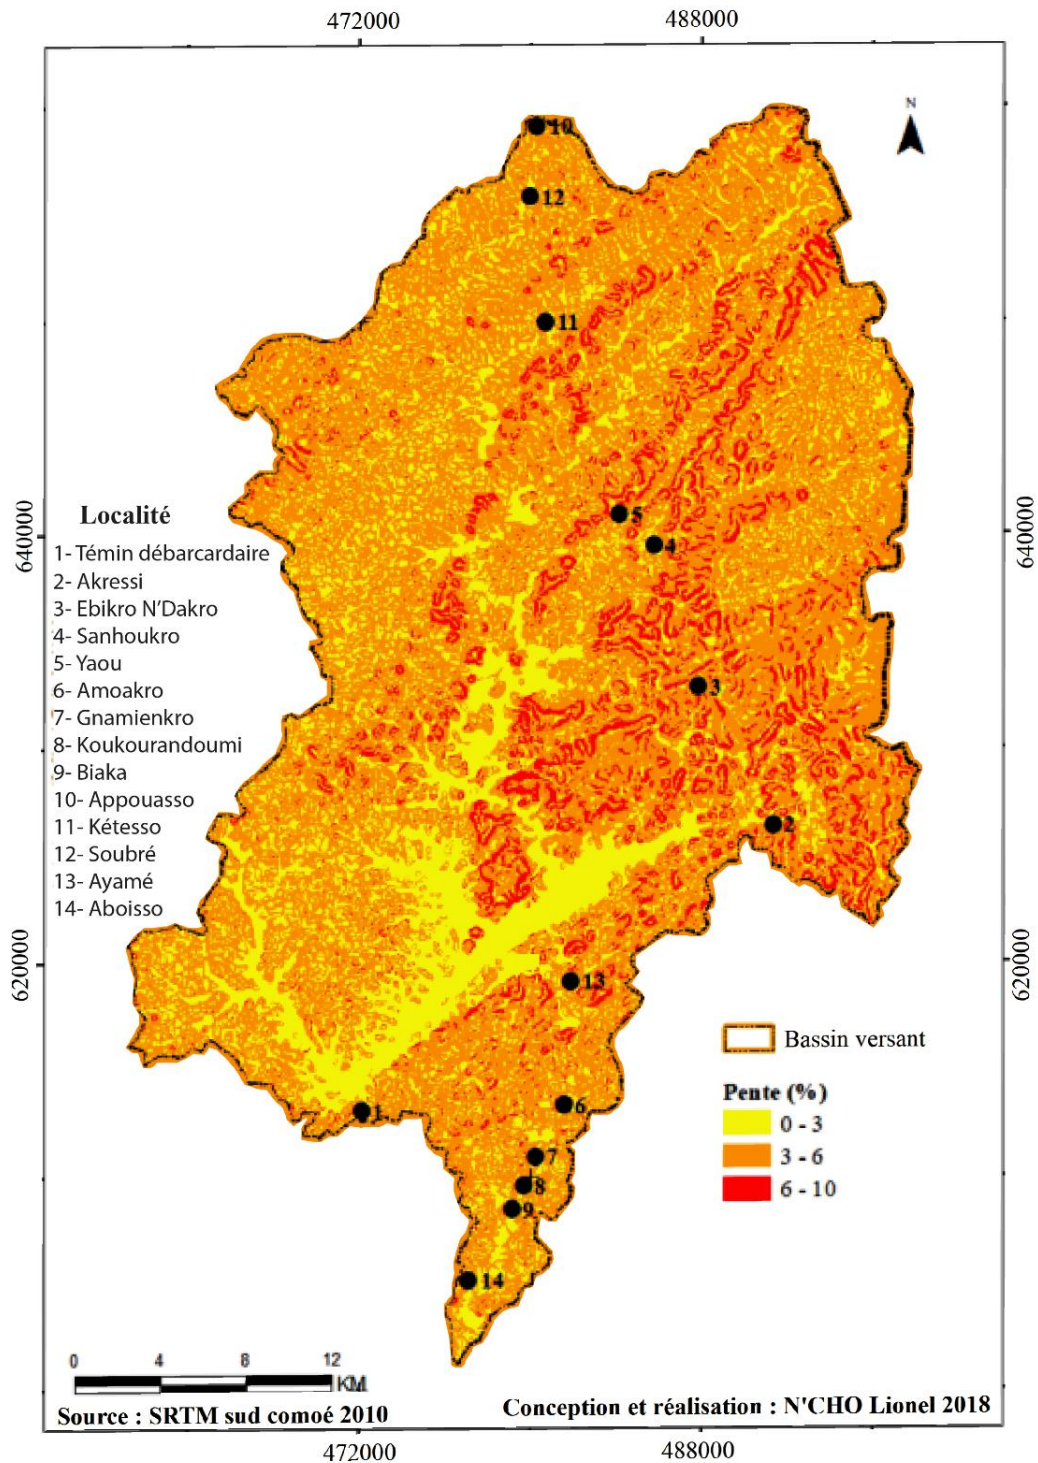 472000
488000
N
10
12
11
5
4
640000
640000
Localité
1- Témin débarcardaire
2- Akressi
3- Ebikro N'Dakro
4- Sanhoukro
5- Yaou
6- Amoakro
7- Gnamienkro
8- Koukourandoumi
9- Biaka
10- Appouasso
11- Kétesso
12- Soubré
13- Ayamé
14- Aboisso
3
2
620000
620000
13
1
6
7
8
9
14
Bassin versant
Pente (%)
0 - 3
3 - 6
6 - 10
0 4 8 12
KM
Source : SRTM sud comoé 2010
Conception et réalisation : N'CHO Lionel 2018
472000
488000